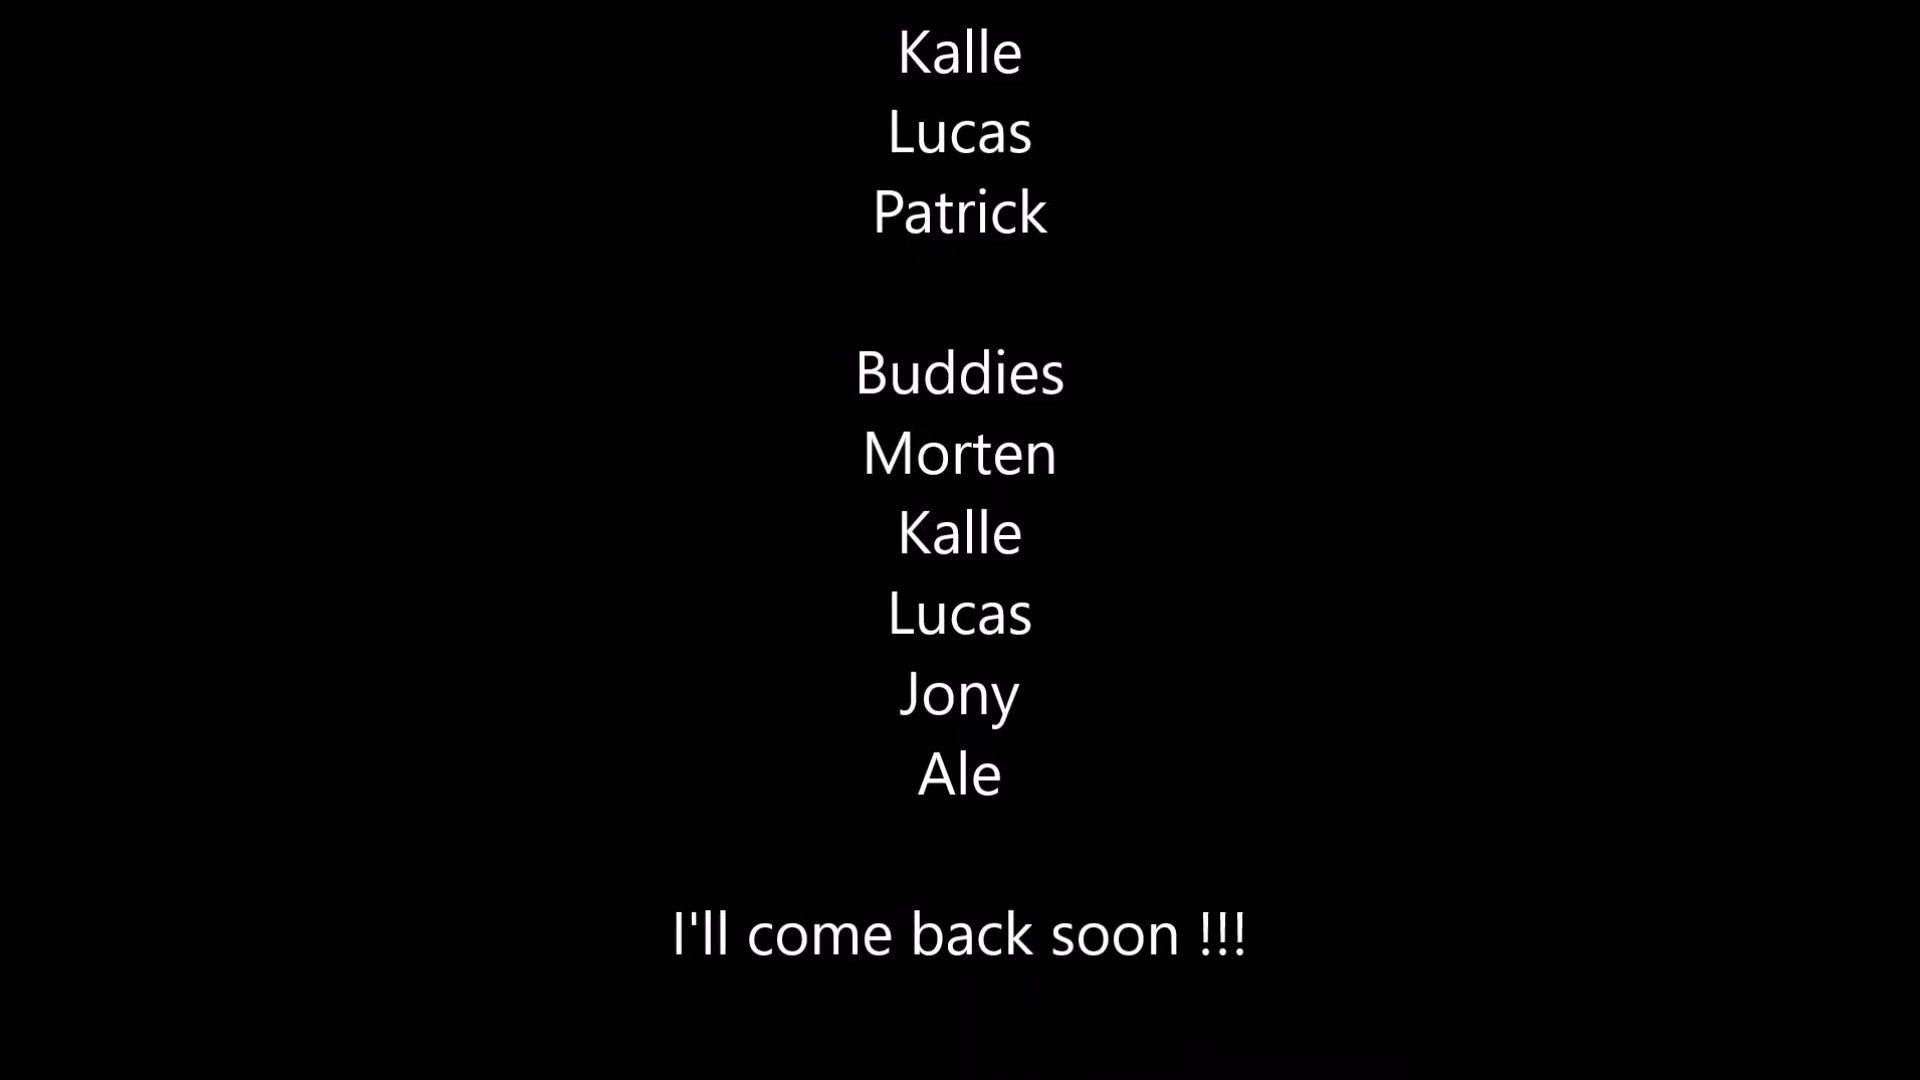 Kalle
Lucas
Patrick
Buddies
Morten
Kalle
Lucas
Jony
Ale
I'll come back soon !!!